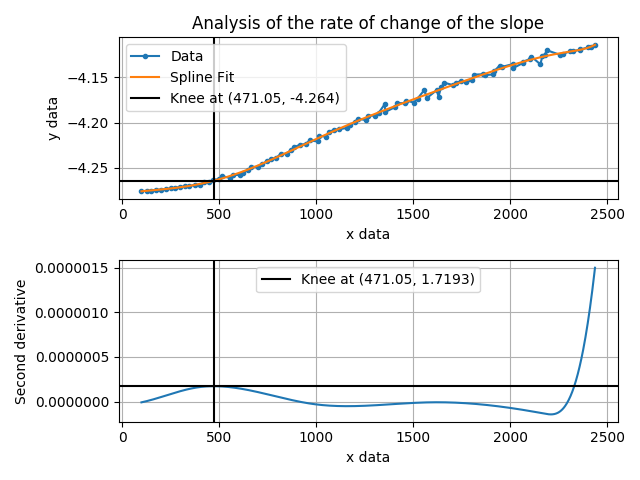 Analysis of the rate of change of the slope
Data
Spline Fit
Knee at (471.05, -4.264)
−4.15
−4.20
−4.25
y data
0
500
1000
1500
2000
2500
x data
Knee at (471.05, 1.7193)
0.0000015
0.0000010
0.0000005
0.0000000
Second derivative
0
500
1000
1500
2000
2500
x data